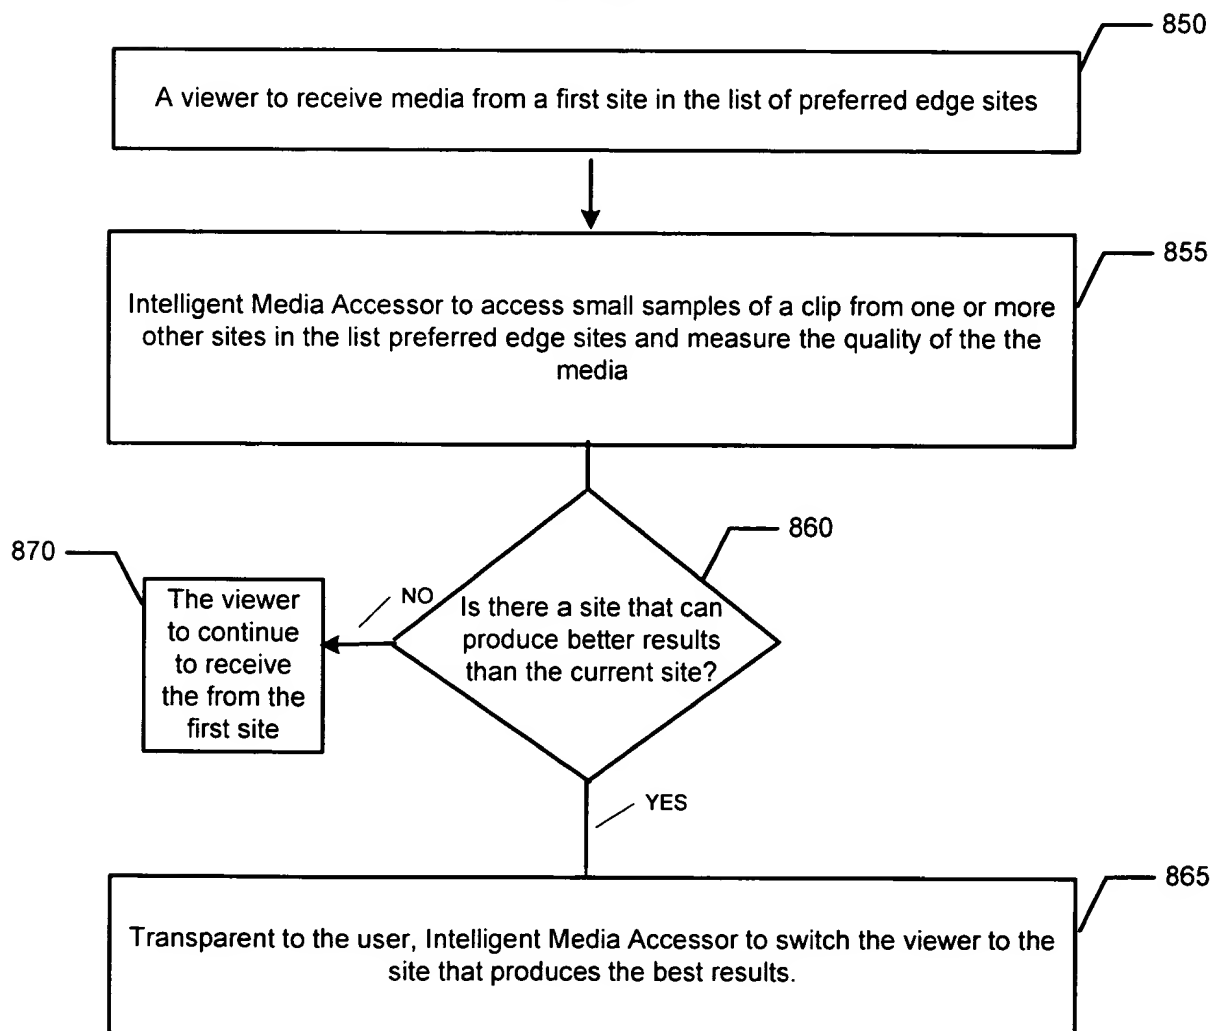 850
A viewer to receive media from a first site in the list of preferred edge sites
855
Intelligent Media Accessor to access small samples of a clip from one or more
other sites in the list preferred edge sites and measure the quality of the the
media
860
870
The viewer
to continue
to receive
the from the
first site
NO
Is there a site that can
produce better results
than the current site?
YES
865
Transparent to the user, Intelligent Media Accessor to switch the viewer to the
site that produces the best results.